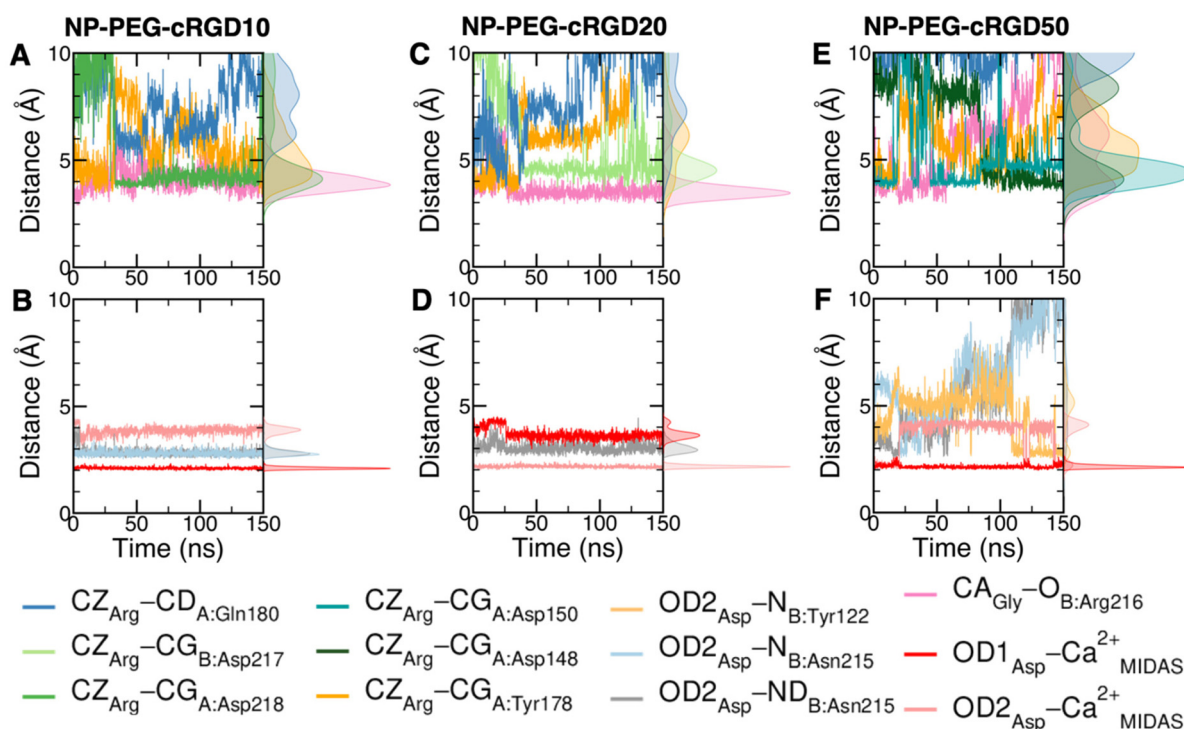 NP-PEG-cRGD10 NP-PEG-cRGD20 NP-PEG-cRGD50
A C E
10 10 10
Distance (Å) Distance (Å) Distance (Å)
5 5 5
0 0 0
0 50 100 150 0 50 100 150 0 50 100 150
B D F
10 10 10
Distance (Å) Distance (Å) Distance (Å)
5 5 5
0 0 0
0 50 100 150 0 50 100 150 0 50 100 150
Time (ns) Time (ns) Time (ns)
CZArg–CDA:Gln180 CZArg–CGA:Asp150 OD2Asp–NB:Tyr122 CAGly–OB:Arg216
CZArg–CGB:Asp217 CZArg–CGA:Asp148 OD2Asp–NB:Asn215 OD1Asp–Ca2+MIDAS
CZArg–CGA:Asp218 CZArg–CGA:Tyr178 OD2Asp–NDB:Asn215 OD2Asp–Ca2+MIDAS